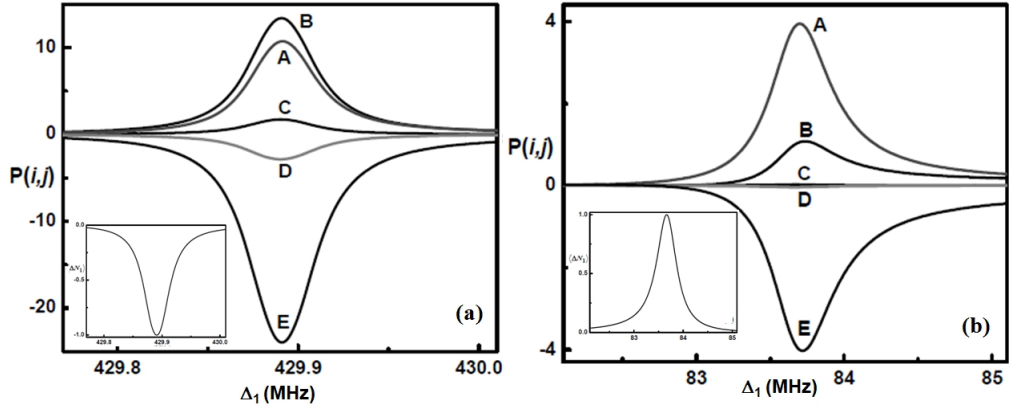 10
0
P(i,j)
-10
-20
B
A
C
D
E
(a)
0.0
-0.5
-1.0
⟨ΔN₁⟩
429.8 429.9 430.0
429.8 429.9 430.0
Δ₁ (MHz)
4
P(i,j)
0
-4
A
B
C
D
E
(b)
1.0
0.5
0.0
⟨ΔN₁⟩
83 84 85
83 84 85
Δ₁ (MHz)